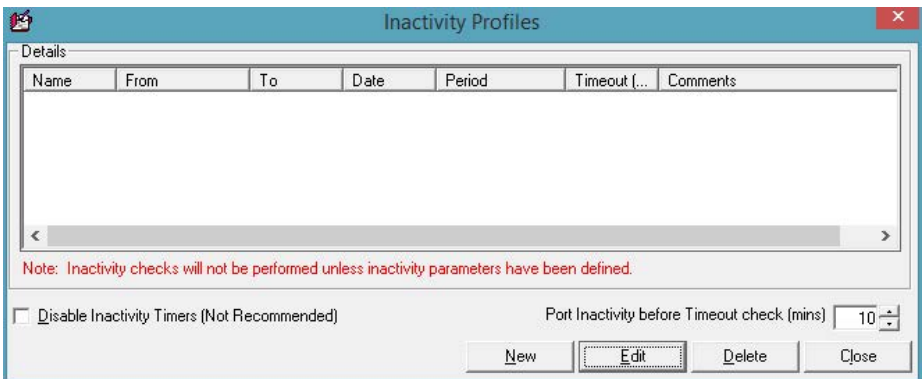 Inactivity Profiles
Details
Name From To Date Period Timeout (... Comments
Note: Inactivity checks will not be performed unless inactivity parameters have been defined.
Disable Inactivity Timers (Not Recommended) Port Inactivity before Timeout check (mins) 10
New Edit Delete Close